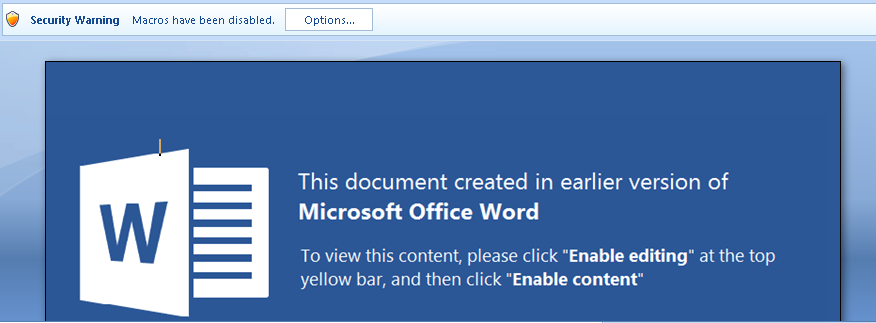 Security Warning Macros have been disabled. Options...
W
This document created in earlier version of
Microsoft Office Word
To view this content, please click "Enable editing" at the top
yellow bar, and then click "Enable content"